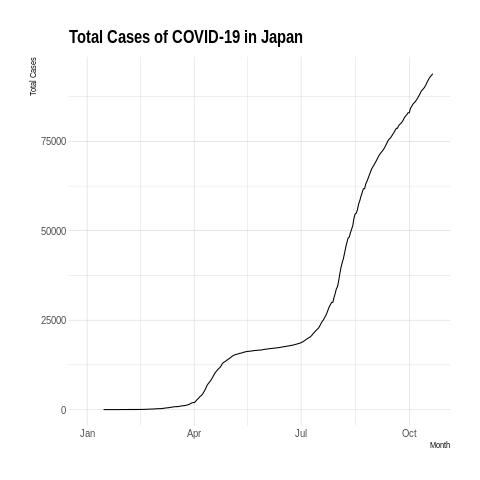 Total Cases of COVID-19 in Japan
Total Cases
75000
50000
25000
0
Jan Apr Jul Oct
Month